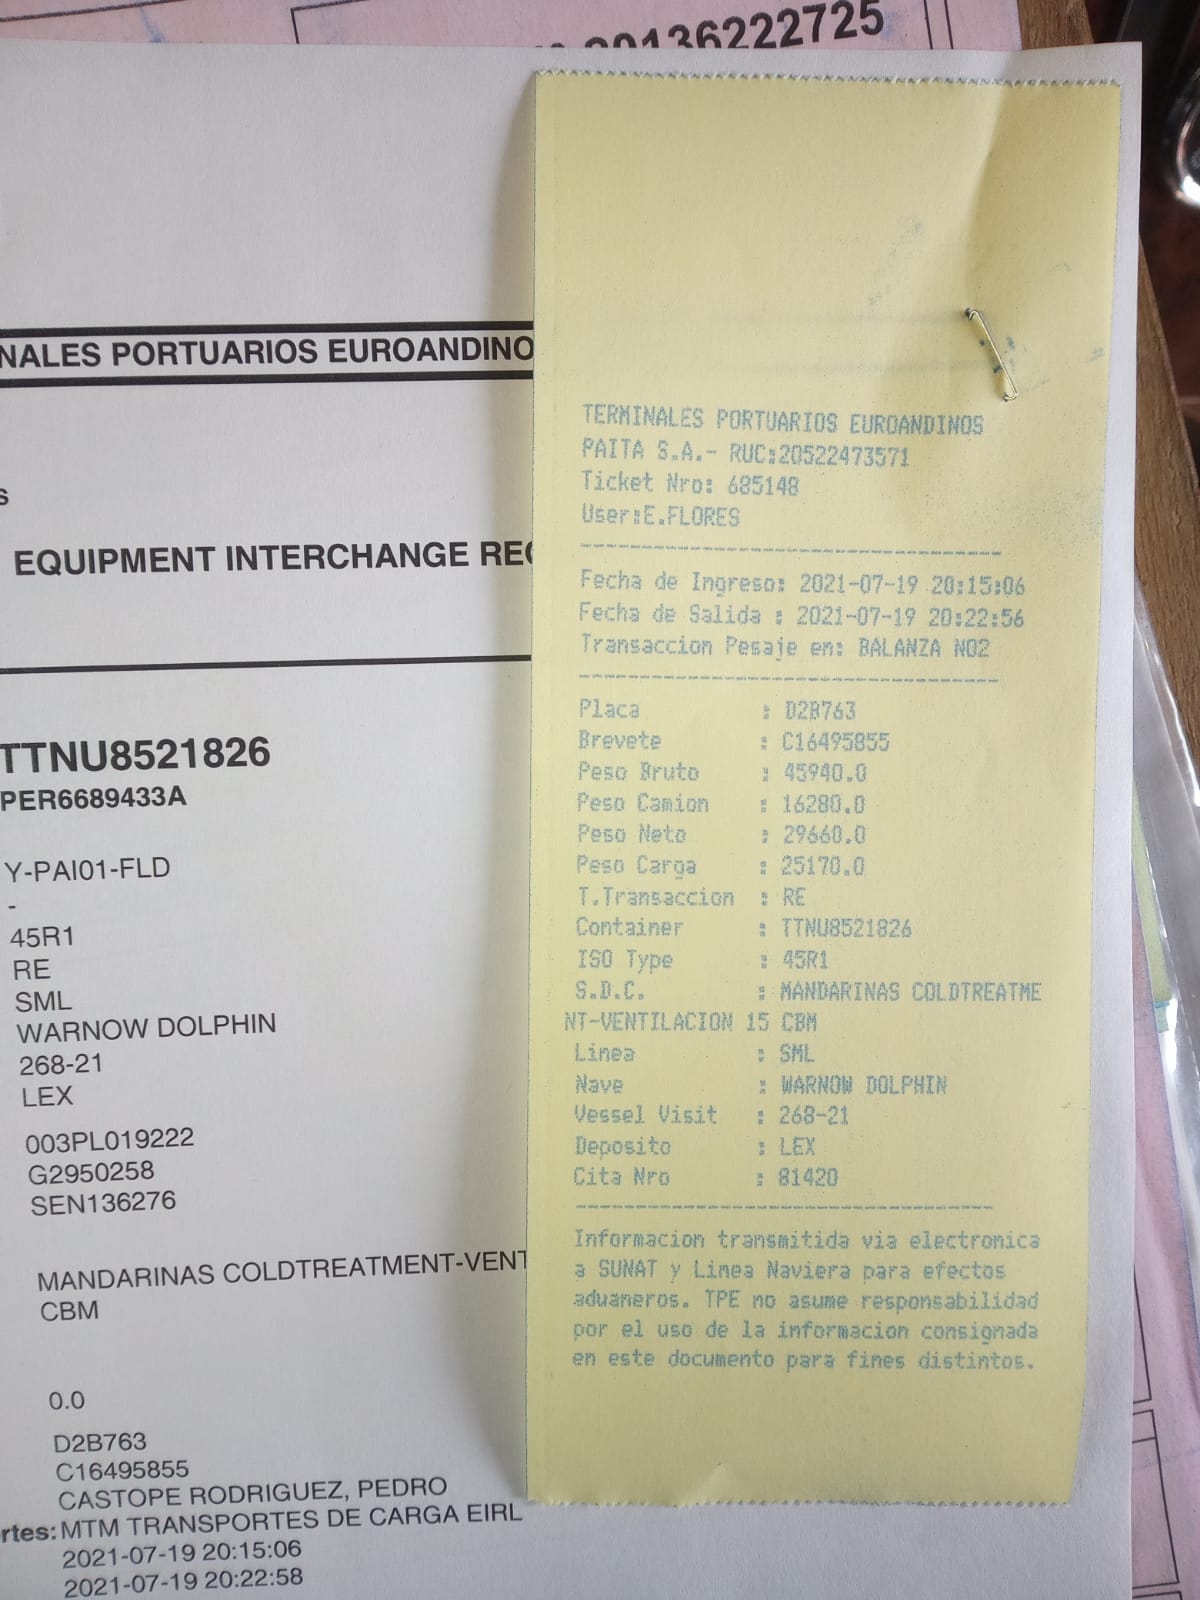 20136222725
NALES PORTUARIOS EUROANDINO
S
EQUIPMENT INTERCHANGE REC
TTNU8521826
PER6689433A
Y-PAI01-FLD
-
45R1
RE
SML
WARNOW DOLPHIN
268-21
LEX
003PL019222
G2950258
SEN136276
MANDARINAS COLDTREATMENT-VENT
CBM
0.0
D2B763
C16495855
CASTOPE RODRIGUEZ, PEDRO
rtes: MTM TRANSPORTES DE CARGA EIRL
2021-07-19 20:15:06
2021-07-19 20:22:58
TERMINALES PORTUARIOS EUROANDINOS
PAITA S.A.- RUC:20522473571
Ticket Nro: 685148
User:E.FLORES
Fecha de Ingreso: 2021-07-19 20:15:06
Fecha de Salida : 2021-07-19 20:22:56
Transaccion Pesaje en: BALANZA NO2
Placa : D2B763
Brevete : C16495855
Peso Bruto : 45940.0
Peso Camion : 16280.0
Peso Neto : 29660.0
Peso Carga : 25170.0
T.Transaccion : RE
Container : TTNU8521826
ISO Type : 45R1
S.D.C. : MANDARINAS COLDTREATME
NT-VENTILACION 15 CBM
Linea : SML
Nave : WARNOW DOLPHIN
Vessel Visit : 268-21
Deposito : LEX
Cita Nro : 81420
Informacion transmitida via electronica
a SUNAT y Linea Naviera para efectos
aduaneros. TPE no asume responsabilidad
por el uso de la informacion consignada
en este documento para fines distintos.